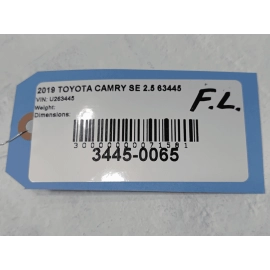 2019 TOYOTA CAMRY SE 2.5 63445
VIN: U263445
Weight:
Dimensions:
F.L.
3445-0065